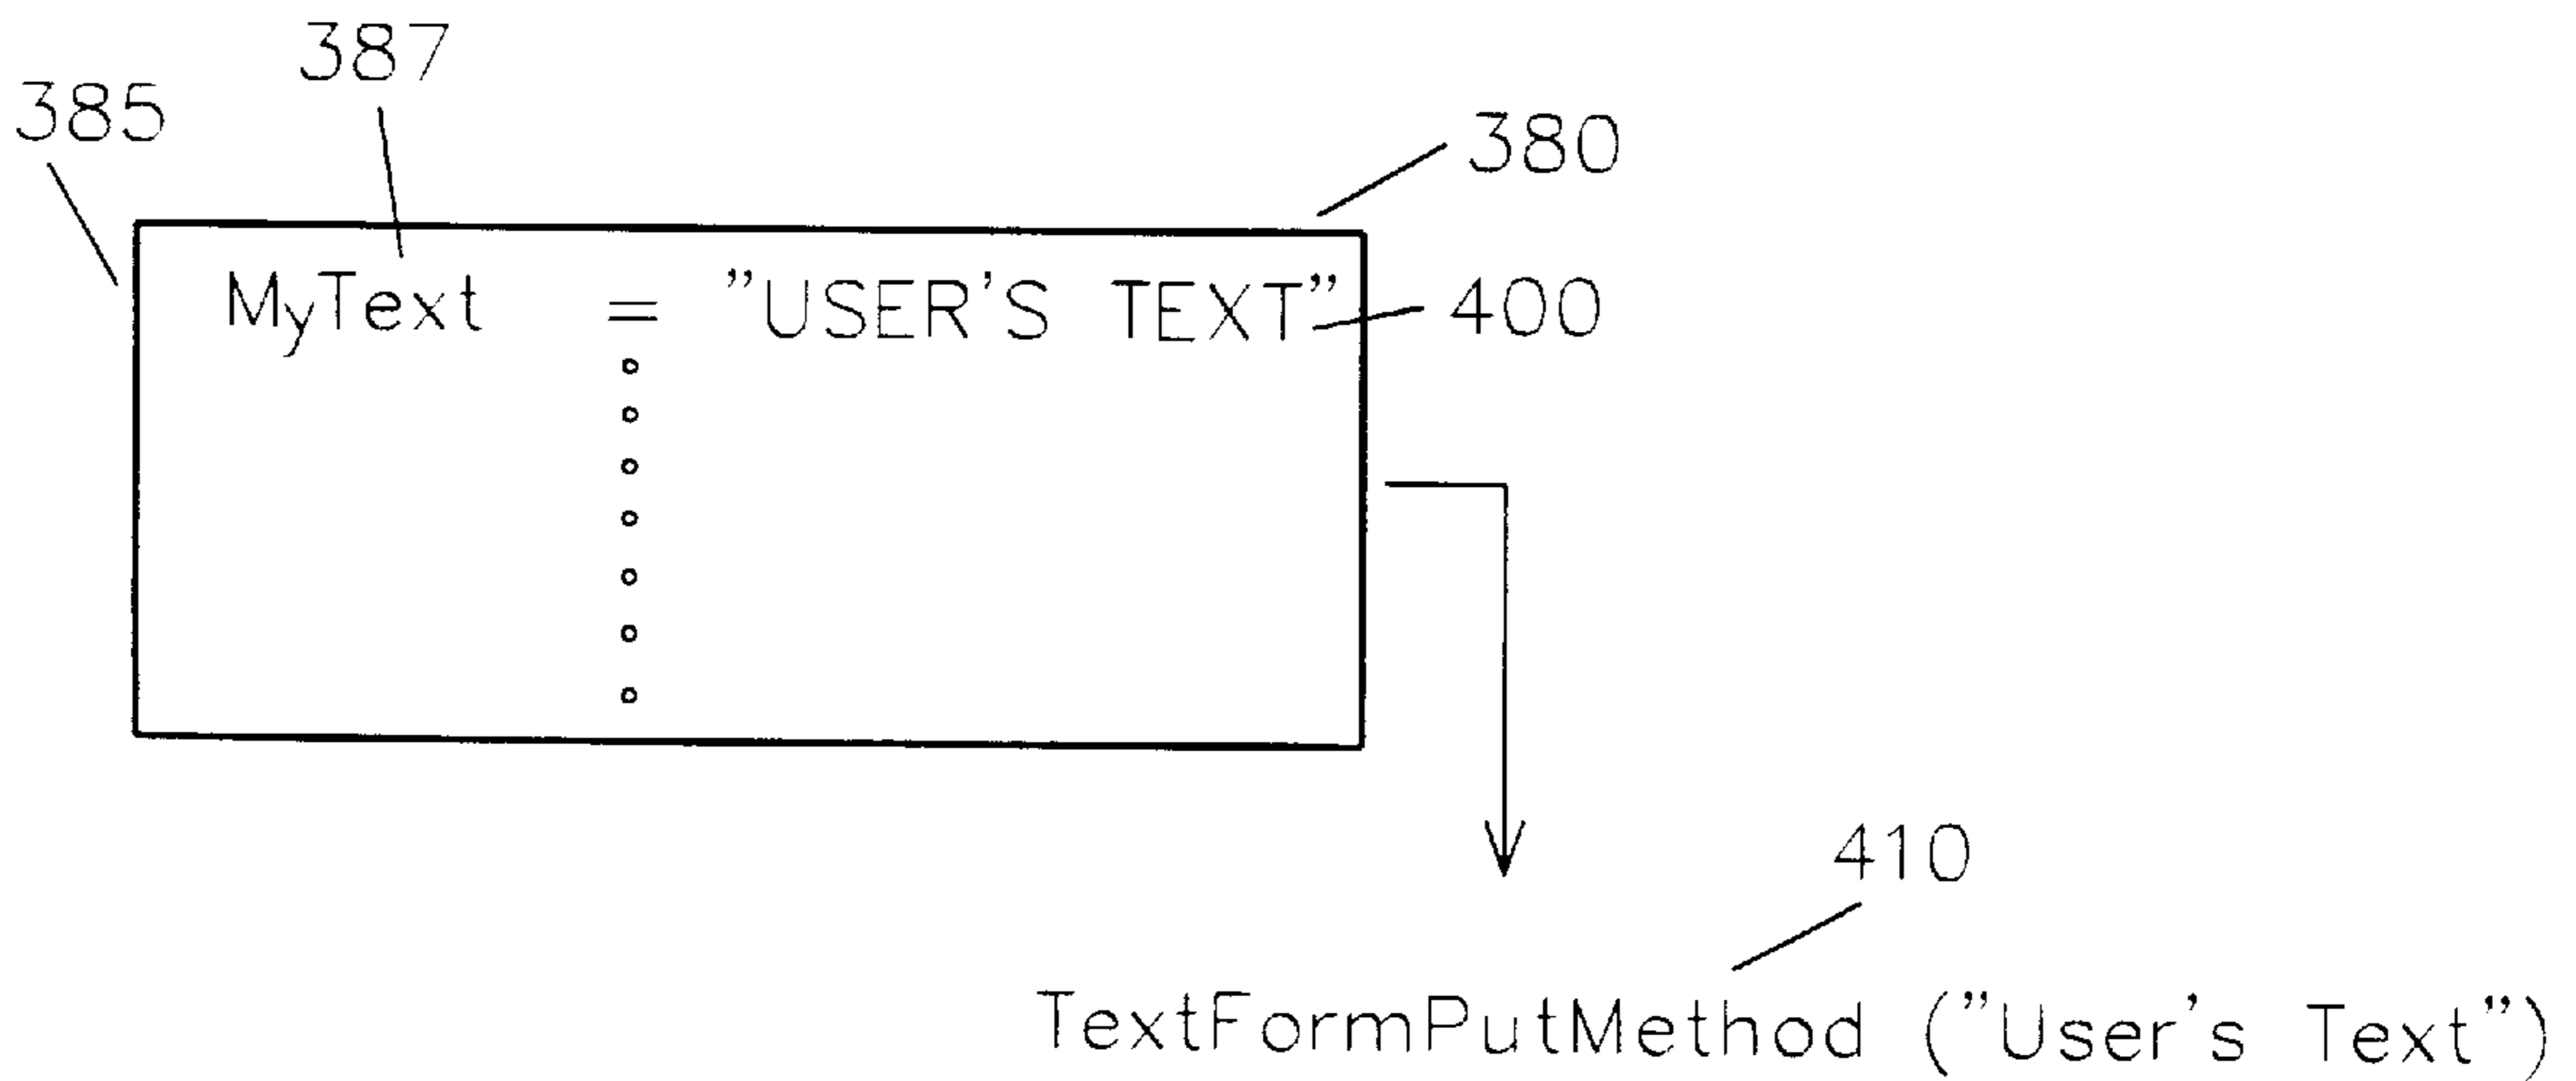 387
385
380
MyText = "USER'S TEXT"
400
410
TextFormPutMethod ("User's Text")